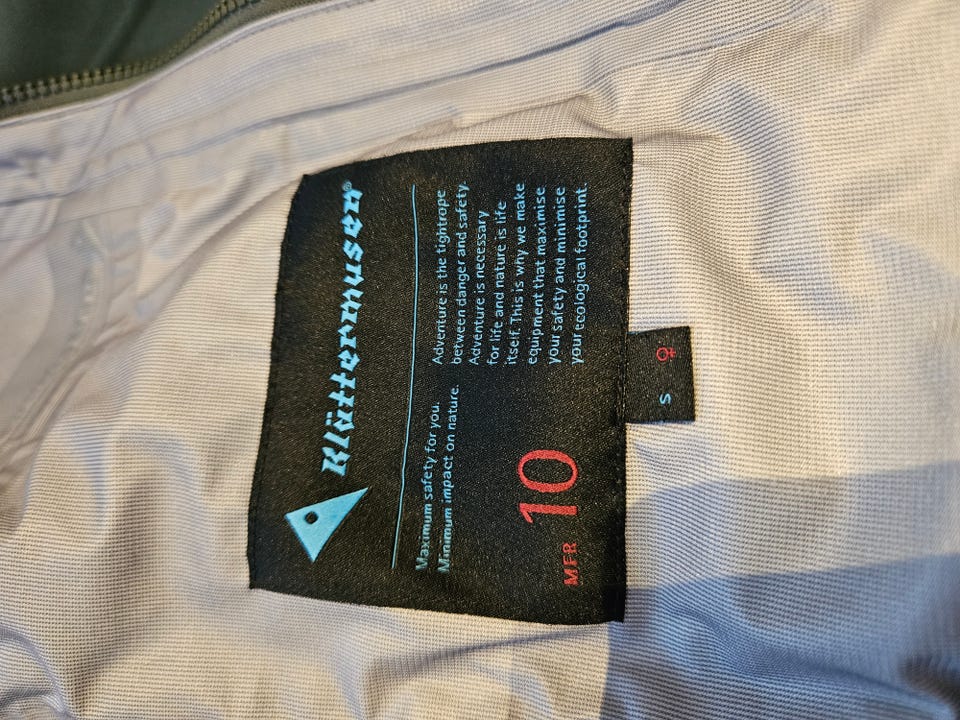 Klättermusen®
Maximum safety for you.
Minimum impact on nature.
Adventure is the tightrope
between danger and safety.
Adventure is necessary
for life and nature is life
itself. This is why we make
equipment that maximise
your safety and minimise
your ecological footprint.
MFR 10
S ♀